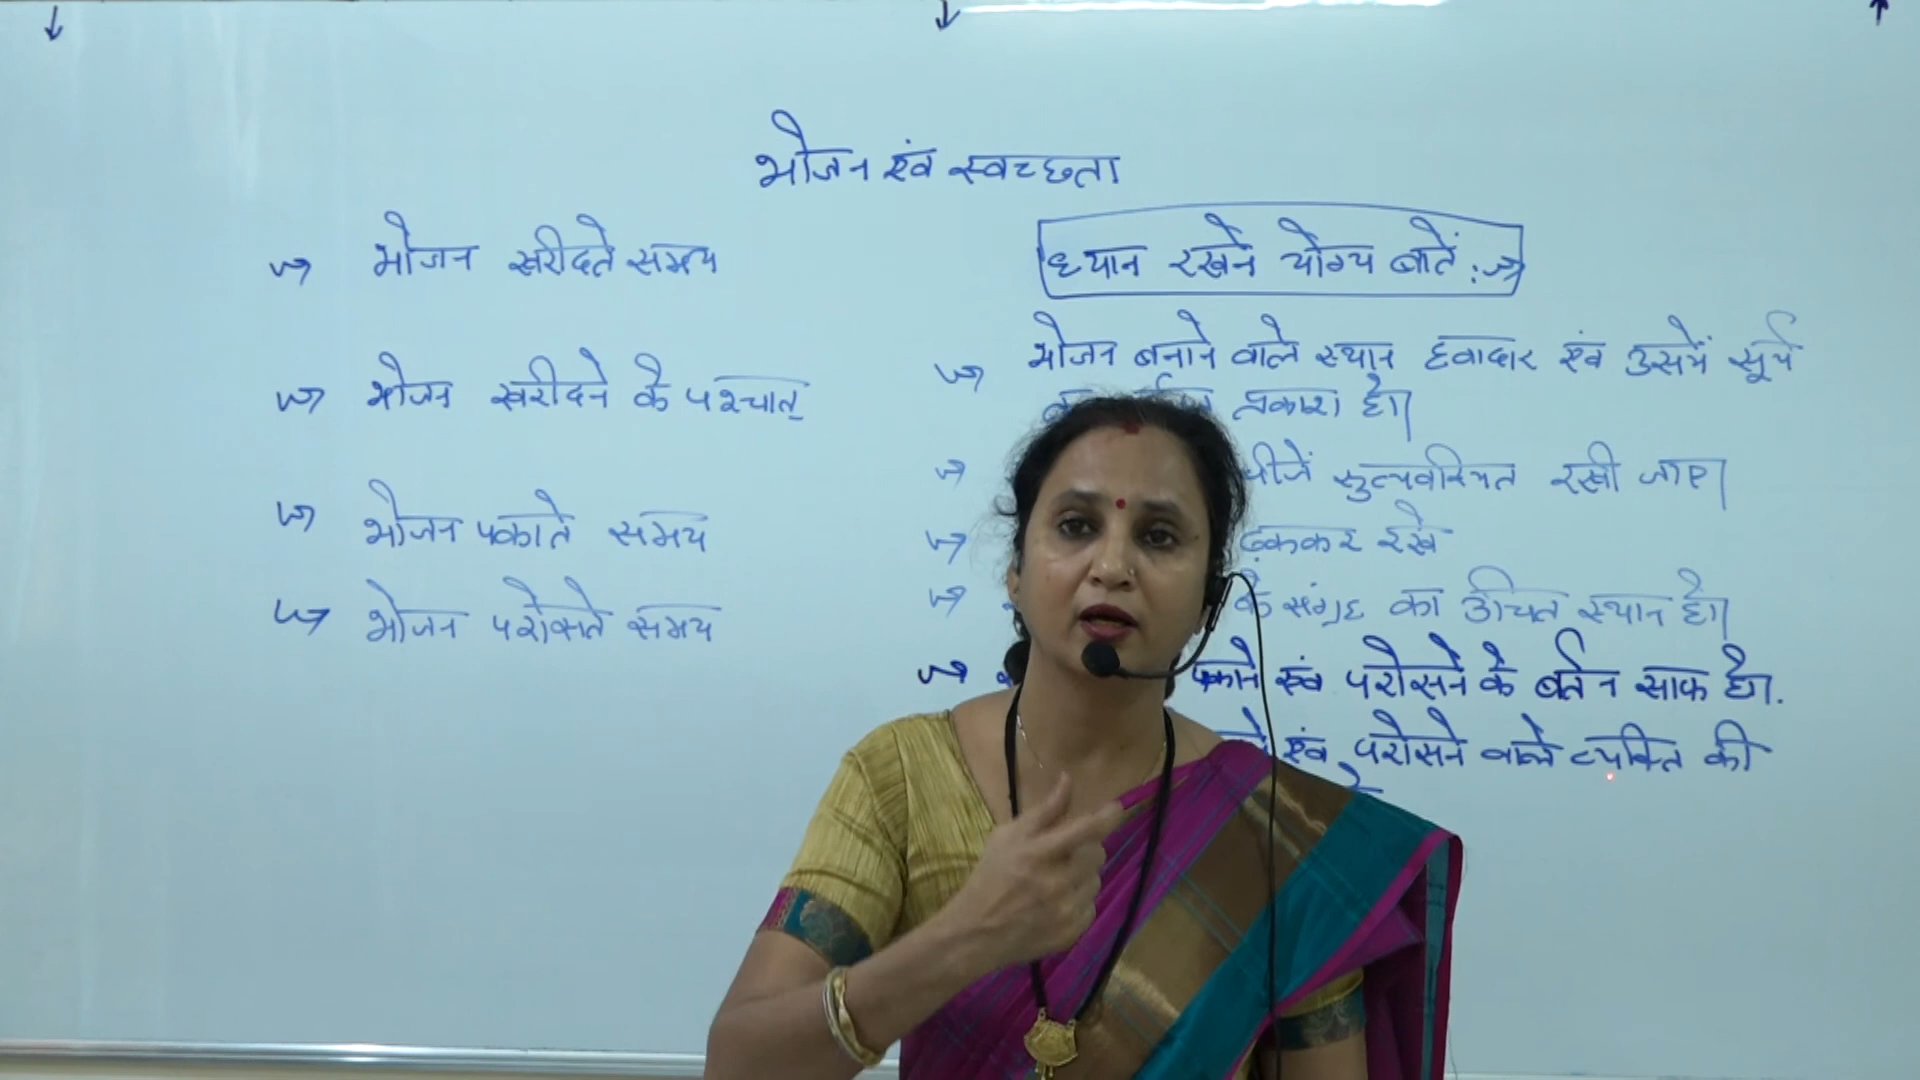 भोजन एवं स्वच्छता
भोजन खरीदते समय
भोजन खरीदने के पश्चात्
भोजन पकाते समय
भोजन परोसते समय
ध्यान रखने योग्य बातें :→
भोजन बनाने वाले स्थान हवादार एवं उसमें सूर्य
प्रकाश हो।
चीजें सुव्यवस्थित रखी जाए।
ढ़ककर रखे
के संग्रह का उचित स्थान हो।
पकाने एवं परोसने के बर्तन साफ हो.
एवं परोसने वाले व्यक्ति की